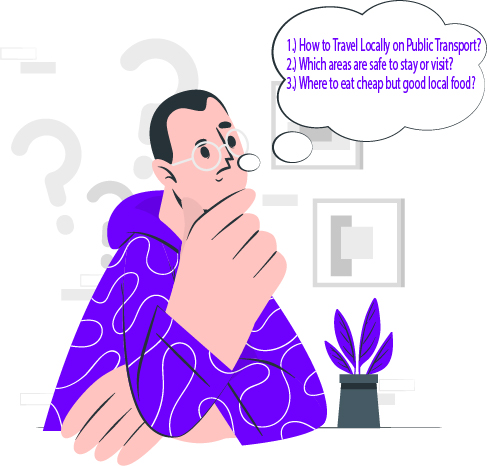 1.) How to Travel Locally on Public Transport?
2.) Which areas are safe to stay or visit?
3.) Where to eat cheap but good local food?